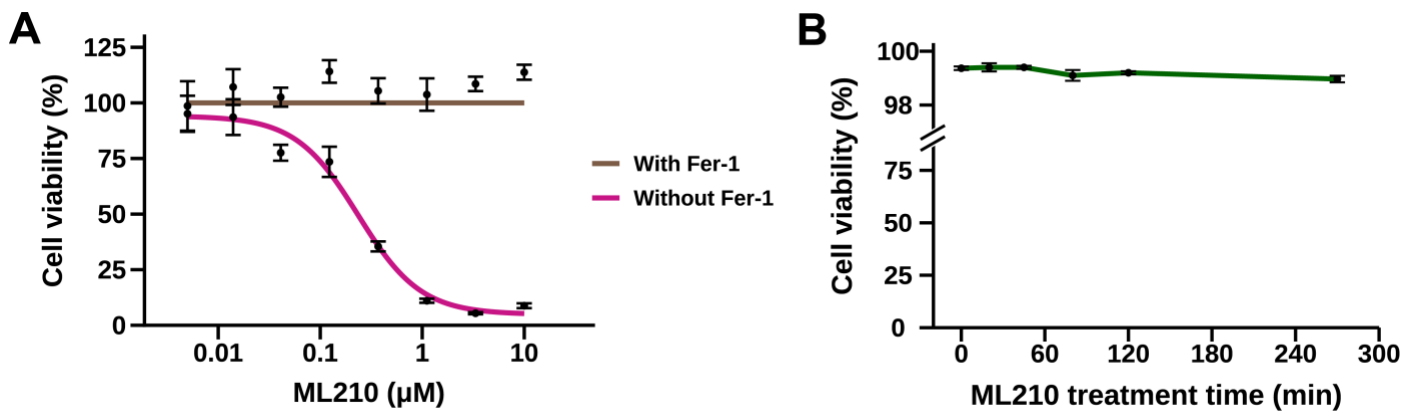 A
Cell viability (%)
125
100
75
50
25
0
0.01
0.1
1
10
ML210 (µM)
With Fer-1
Without Fer-1
B
Cell viability (%)
100
98
75
50
25
0
0
60
120
180
240
300
ML210 treatment time (min)